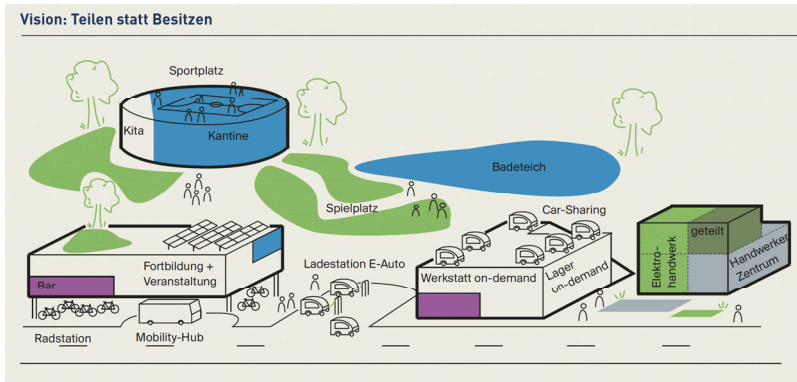 Vision: Teilen statt Besitzen
Sportplatz
Kita
Kantine
Badeteich
Spielplatz
Car-Sharing
geteilt
Elektro-
handwerk
Handwerker
Zentrum
Fortbildung +
Veranstaltung
Bar
Ladestation E-Auto
Werkstatt on-demand
Lager
on-demand
Radstation
Mobility-Hub